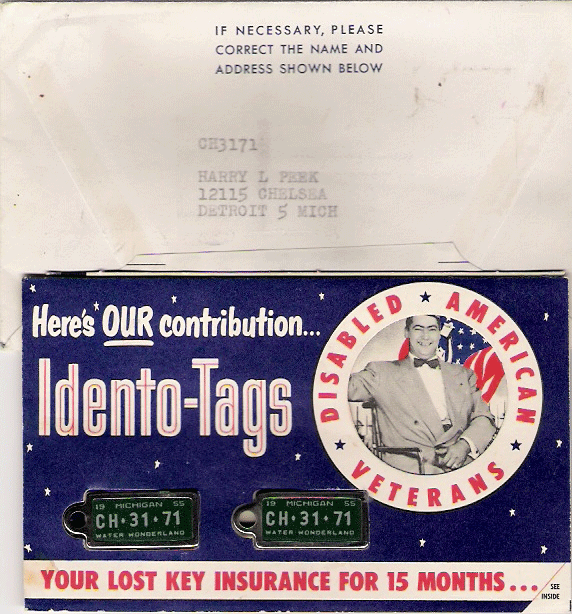 IF NECESSARY, PLEASE
CORRECT THE NAME AND
ADDRESS SHOWN BELOW
CH3171
HARRY L PEEK
12115 CHELSEA
DETROIT 5 MICH
Here's OUR contribution...
Idento-Tags
DISABLED AMERICAN
VETERANS
19 MICHIGAN 55
CH•31•71
WATER WONDERLAND
19 MICHIGAN 55
CH•31•71
WATER WONDERLAND
YOUR LOST KEY INSURANCE FOR 15 MONTHS...
SEE
INSIDE